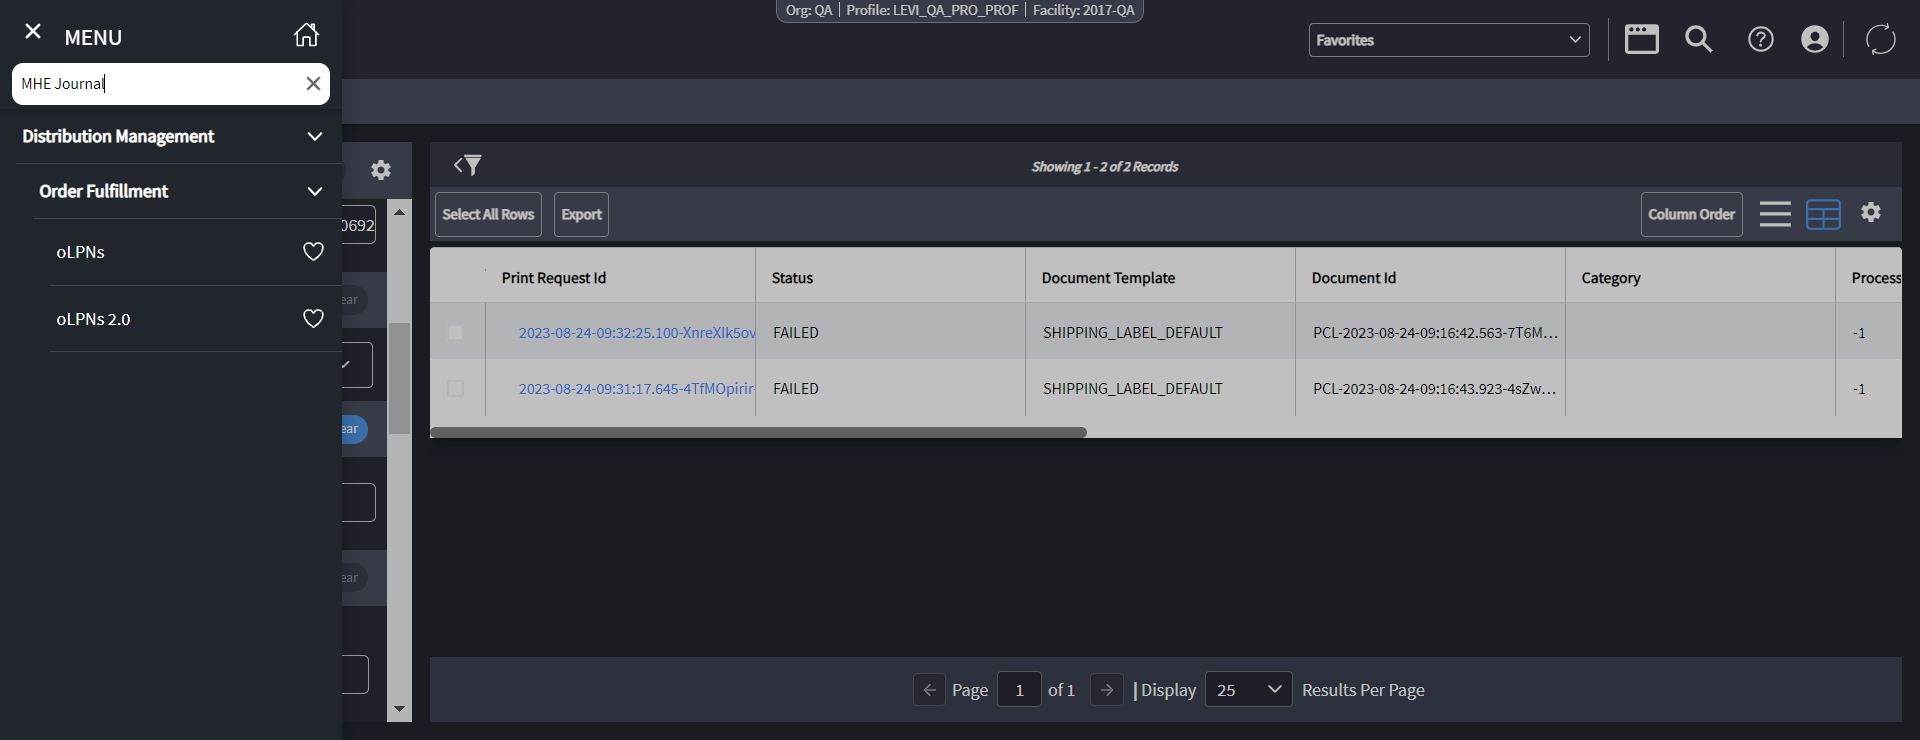 Org: QA | Profile: LEVI_QA_PRO_PROF | Facility: 2017-QA
MENU
Favorites
MHE Journal
Distribution Management
Order Fulfillment
oLPNs
oLPNs 2.0
0692
ear
ear
ear
Showing 1 - 2 of 2 Records
Select All Rows
Export
Column Order
Print Request Id
Status
Document Template
Document Id
Category
Process
2023-08-24-09:32:25.100-XnreXIk5ov
FAILED
SHIPPING_LABEL_DEFAULT
PCL-2023-08-24-09:16:42.563-7T6M...
-1
2023-08-24-09:31:17.645-4TfMOpirir-
FAILED
SHIPPING_LABEL_DEFAULT
PCL-2023-08-24-09:16:43.923-4sZw...
-1
Page 1 of 1 | Display 25 Results Per Page